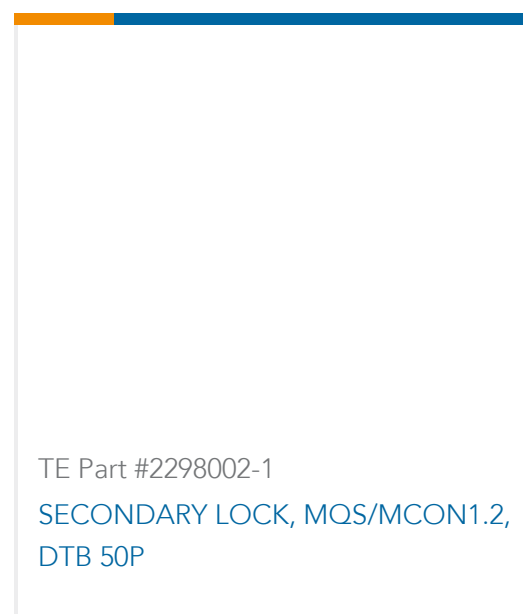 TE Part #2298002-1
SECONDARY LOCK, MQS/MCON1.2,
DTB 50P